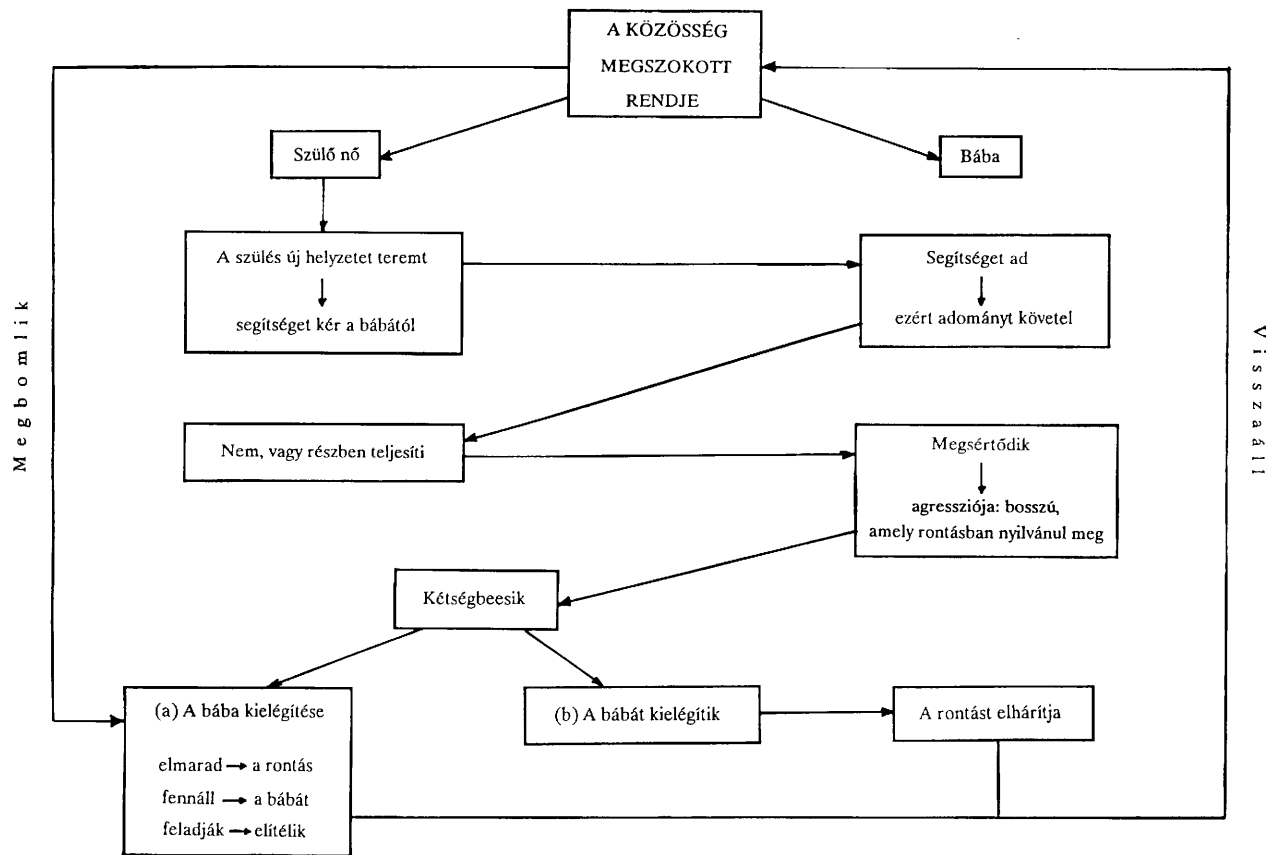 A KÖZÖSSÉG
MEGSZOKOTT
RENDJE
Szülő nő
Bába
A szülés új helyzetet teremt
segítséget kér a bábától
Segítséget ad
ezért adományt követel
Megbomlik
Visszaáll
Nem, vagy részben teljesíti
Megsértődik
agressziója: bosszú,
amely rontásban nyilvánul meg
Kétségbeesik
(a) A bába kielégítése
elmarad → a rontás
fennáll → a bábát
feladják → elítélik
(b) A bábát kielégítik
A rontást elhárítja